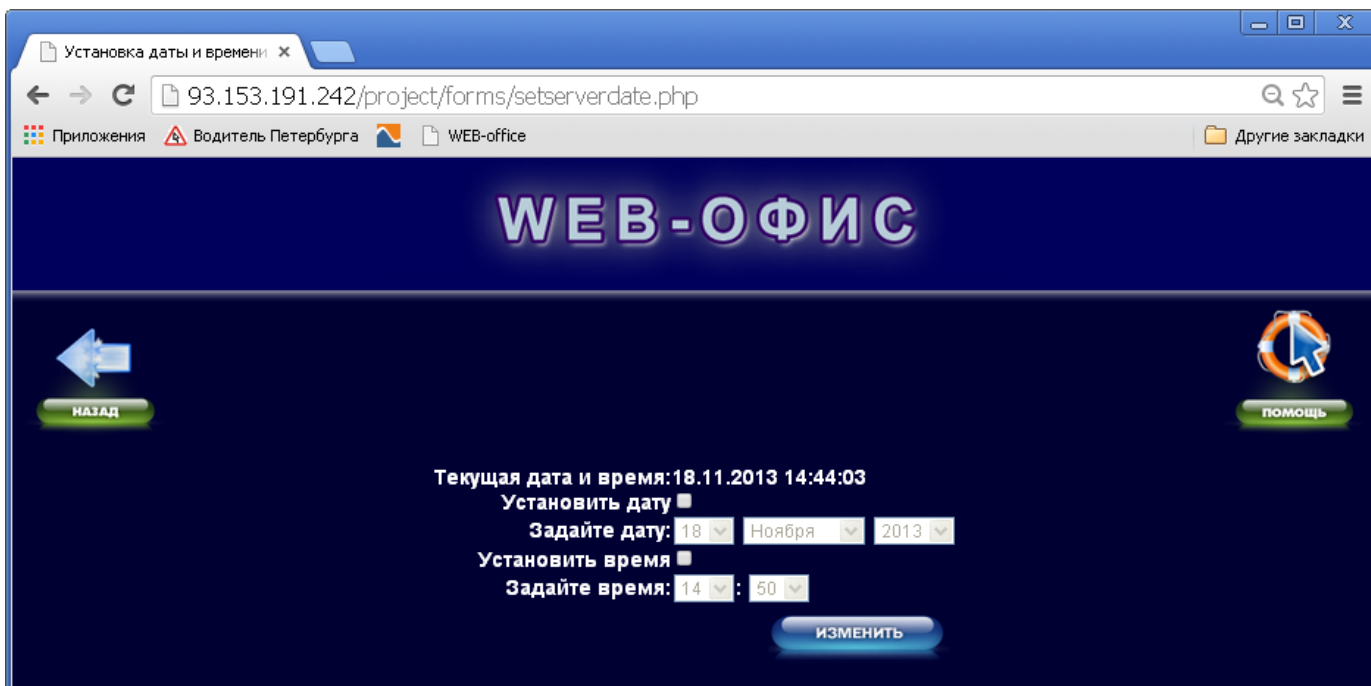 Установка даты и времени
93.153.191.242/project/forms/setserverdate.php
Приложения Водитель Петербурга WEB-office Другие закладки
WEB-ОФИС
НАЗАД ПОМОЩЬ
Текущая дата и время:18.11.2013 14:44:03
Установить дату
Задайте дату: 18 Ноября 2013
Установить время
Задайте время: 14 : 50
ИЗМЕНИТЬ